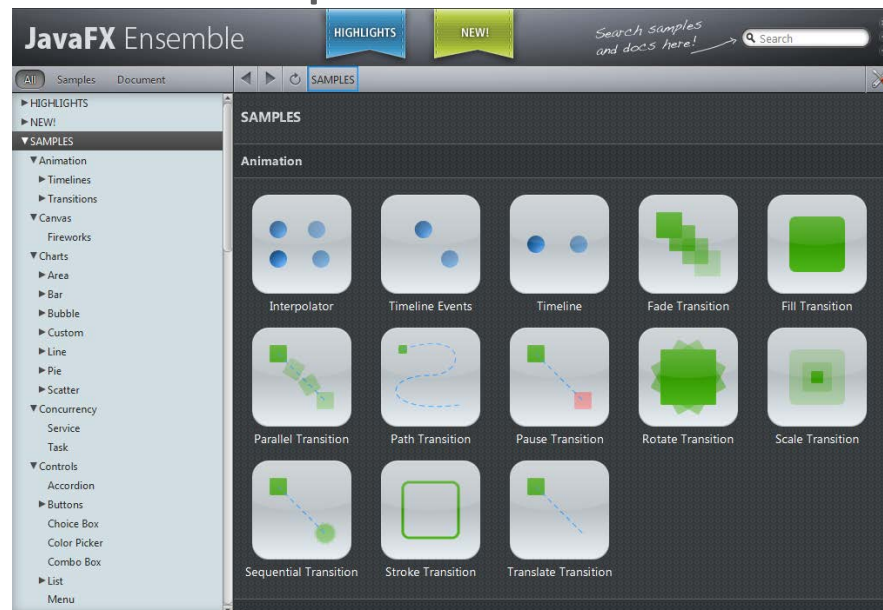 JavaFX Ensemble
HIGHLIGHTS
NEW!
Search samples
and docs here!
Search
All Samples Document
SAMPLES
HIGHLIGHTS
NEW!
SAMPLES
Animation
Timelines
Transitions
Canvas
Fireworks
Charts
Area
Bar
Bubble
Custom
Line
Pie
Scatter
Concurrency
Service
Task
Controls
Accordion
Buttons
Choice Box
Color Picker
Combo Box
List
Menu
SAMPLES
Animation
Interpolator Timeline Events Timeline Fade Transition Fill Transition
Parallel Transition Path Transition Pause Transition Rotate Transition Scale Transition
Sequential Transition Stroke Transition Translate Transition